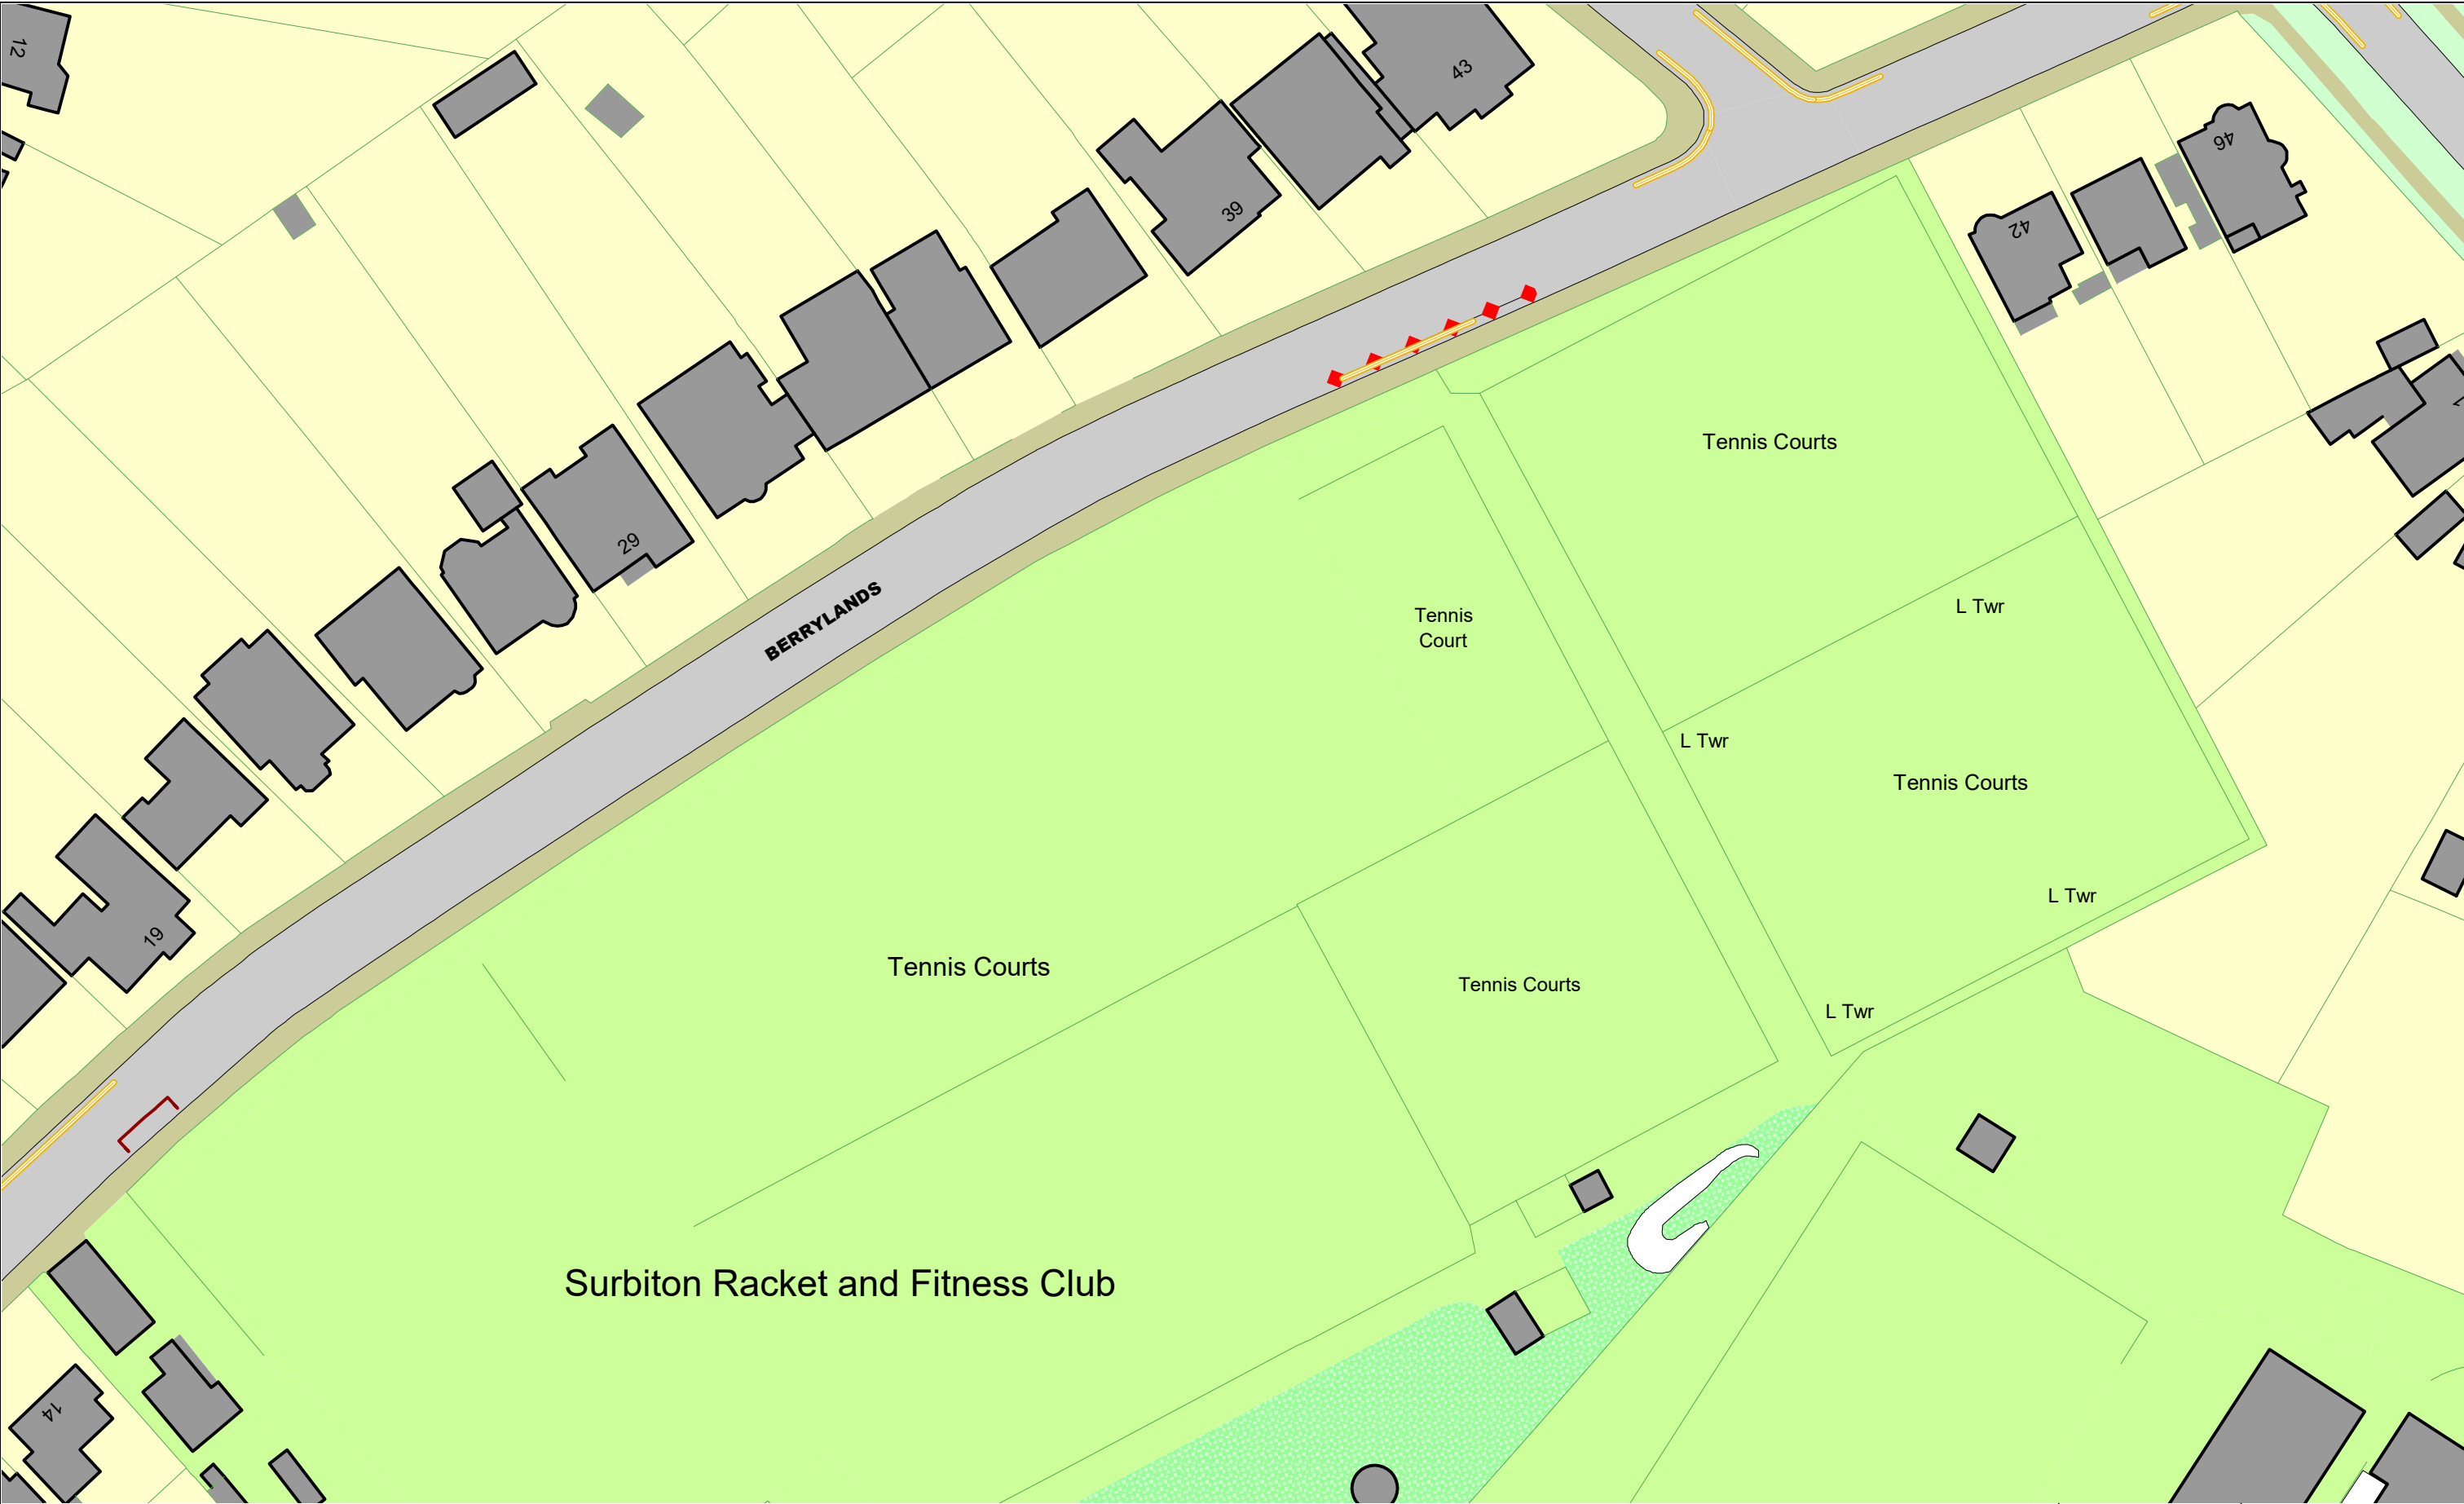 12
43
46
39
42
Tennis Courts
29
BERRYLANDS
L Twr
Tennis
Court
L Twr
Tennis Courts
L Twr
19
Tennis Courts
Tennis Courts
L Twr
Surbiton Racket and Fitness Club
14